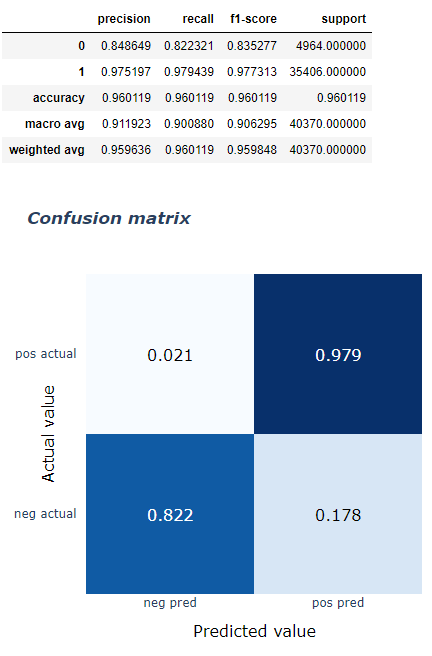 precision recall f1-score support
0 0.848649 0.822321 0.835277 4964.000000
1 0.975197 0.979439 0.977313 35406.000000
accuracy 0.960119 0.960119 0.960119 0.960119
macro avg 0.911923 0.900880 0.906295 40370.000000
weighted avg 0.959636 0.960119 0.959848 40370.000000
Confusion matrix
pos actual 0.021 0.979
Actual value
neg actual 0.822 0.178
neg pred pos pred
Predicted value